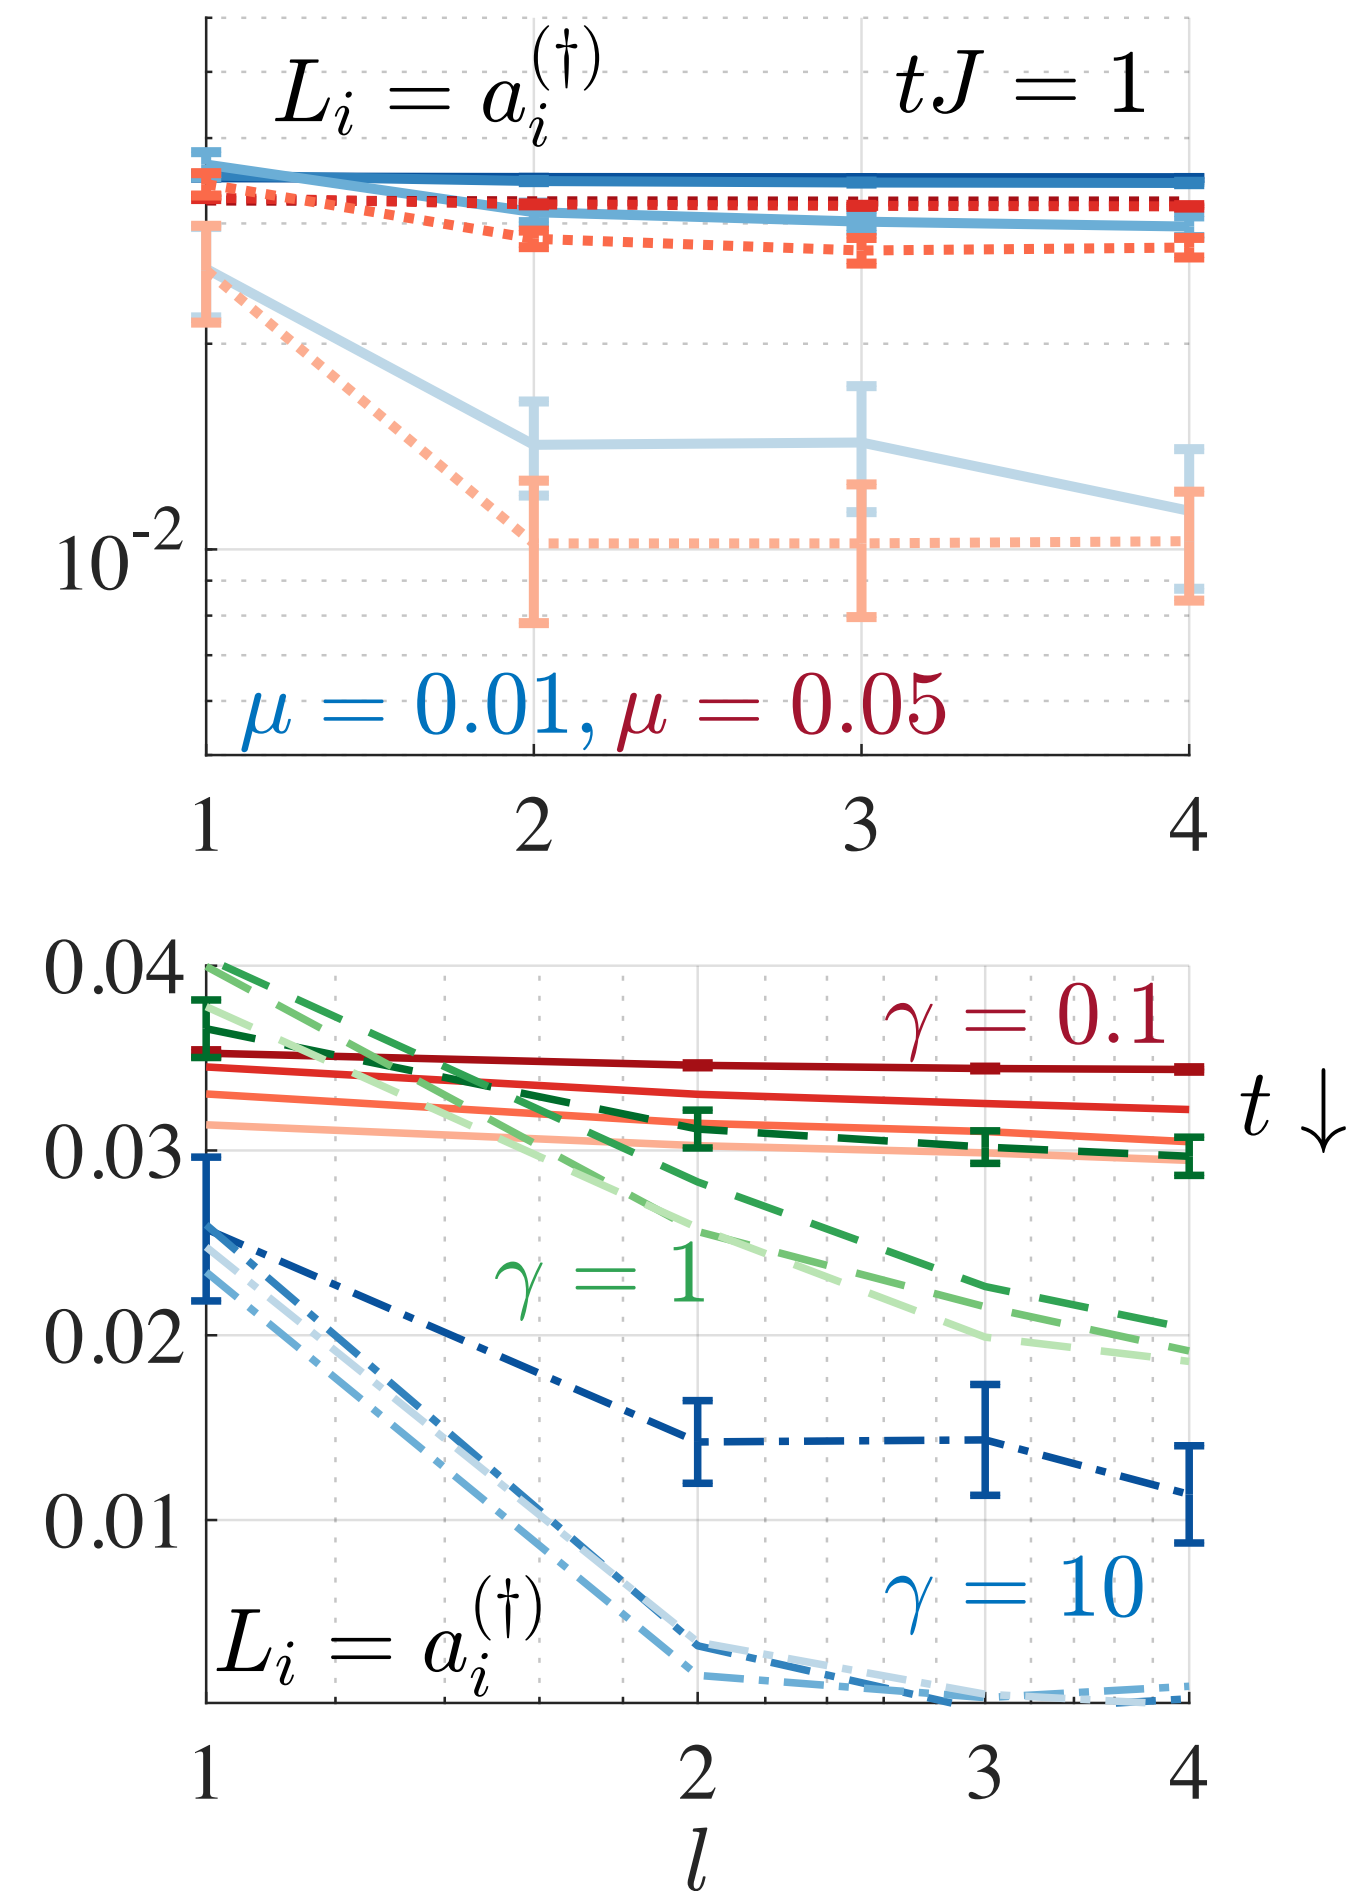 L_i = a_i^{(†)} tJ = 1
10^{-2}
μ = 0.01, μ = 0.05
1 2 3 4
0.04
γ = 0.1
t ↓
0.03
γ = 1
0.02
0.01
γ = 10
L_i = a_i^{(†)}
1 2 3 4
l